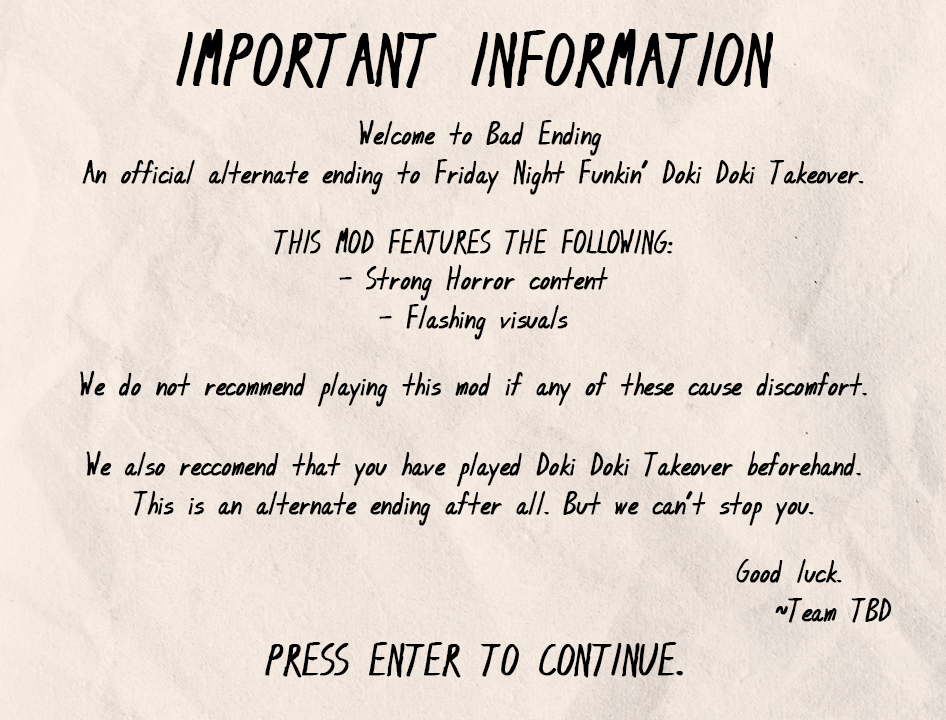 IMPORTANT INFORMATION
Welcome to Bad Ending
An official alternate ending to Friday Night Funkin' Doki Doki Takeover.
THIS MOD FEATURES THE FOLLOWING:
- Strong Horror content
- Flashing visuals
We do not recommend playing this mod if any of these cause discomfort.
We also reccomend that you have played Doki Doki Takeover beforehand.
This is an alternate ending after all. But we can't stop you.
Good luck.
~Team TBD
PRESS ENTER TO CONTINUE.